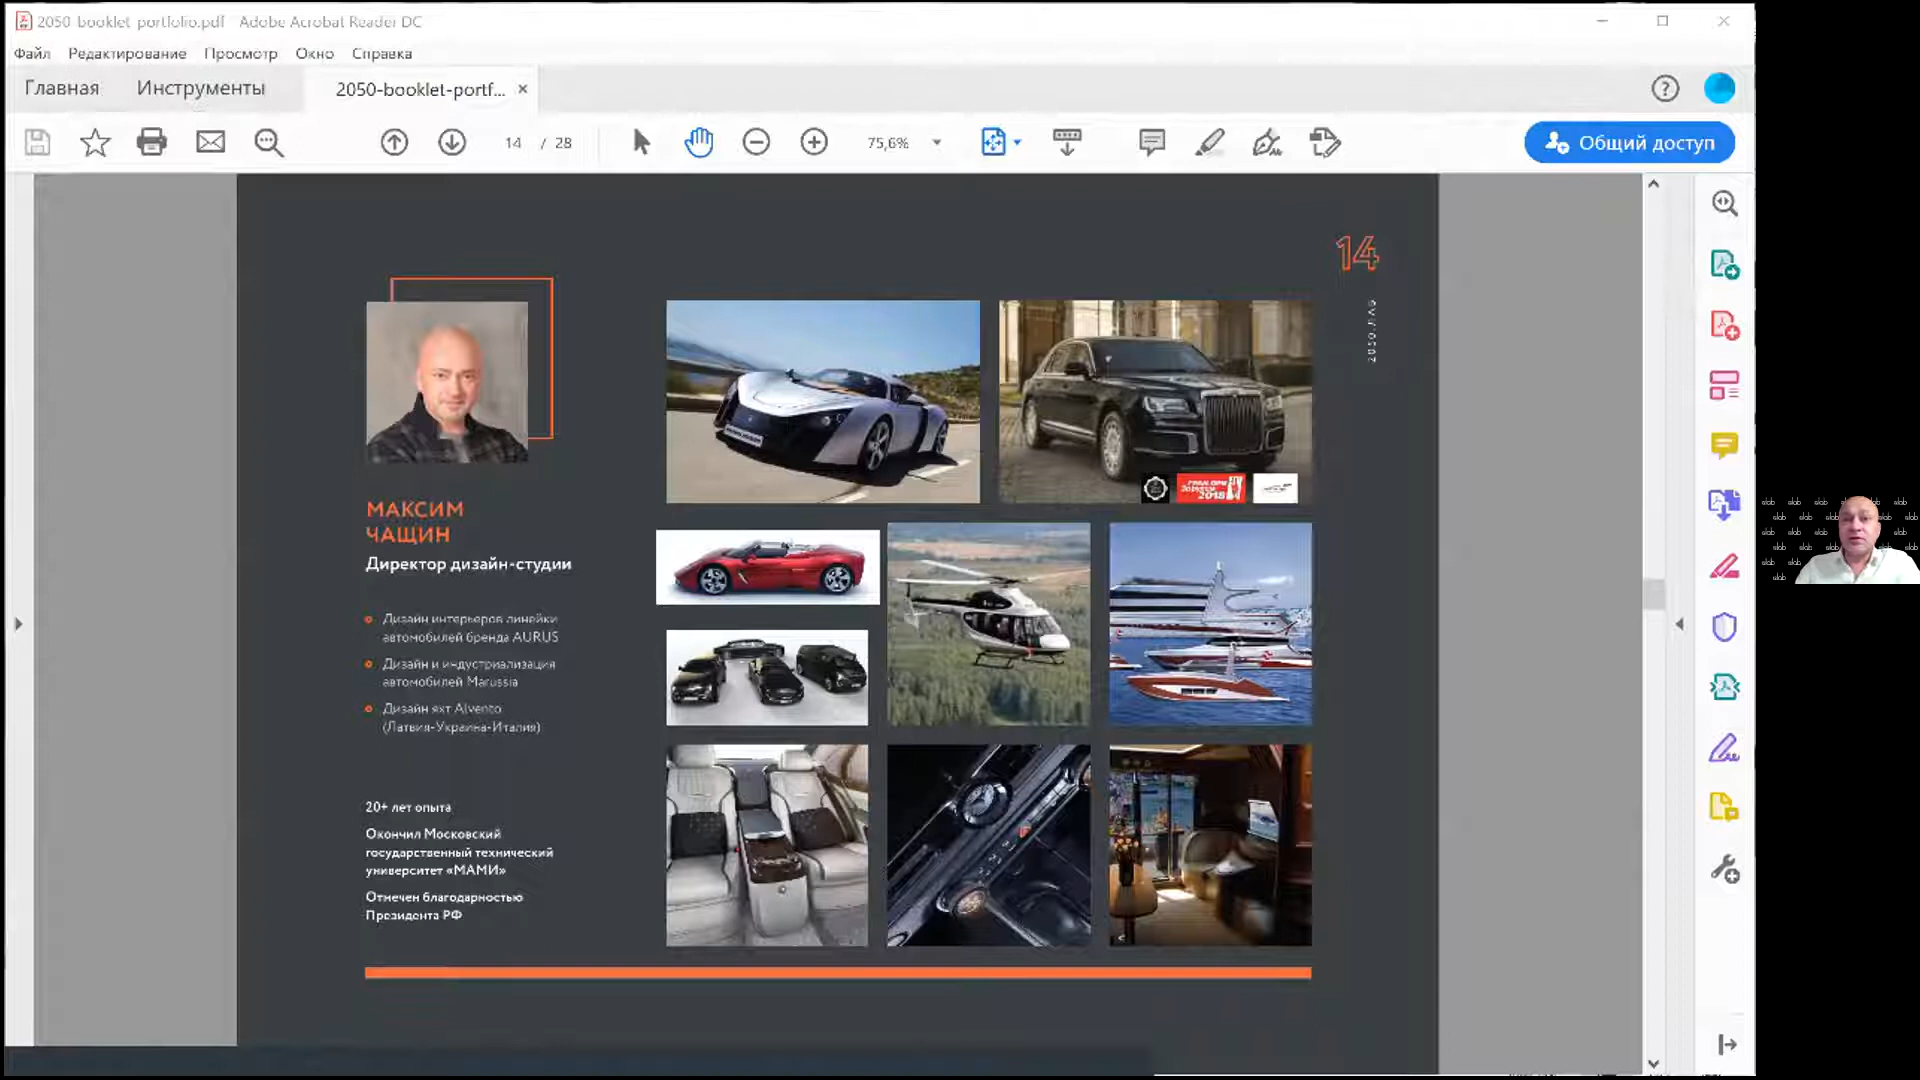 2050-booklet-portfolio.pdf - Adobe Acrobat Reader DC
Файл Редактирование Просмотр Окно Справка
Главная Инструменты 2050-booklet-portf... ×
14 / 28 75,6% Общий доступ
14
2050.ЛАБ
МАКСИМ
ЧАЩИН
Директор дизайн-студии
Дизайн интерьеров линейки
автомобилей бренда AURUS
Дизайн и индустриализация
автомобилей Marussia
Дизайн яхт Alvento
(Латвия-Украина-Италия)
20+ лет опыта
Окончил Московский
государственный технический
университет «МАМИ»
Отмечен благодарностью
Президента РФ
2018